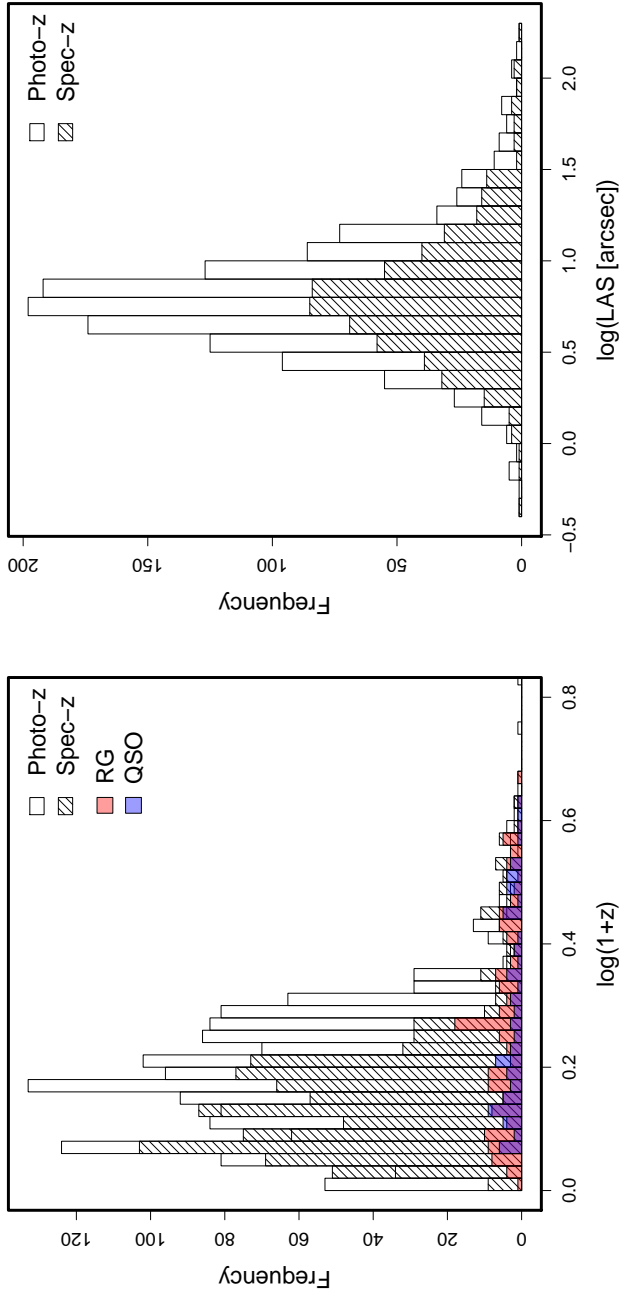 Frequency
0 20 40 60 80 100 120
0.0 0.2 0.4 0.6 0.8
log(1+z)
Photo−z
Spec−z
RG
QSO
Frequency
0 50 100 150 200
−0.5 0.0 0.5 1.0 1.5 2.0
log(LAS [arcsec])
Photo−z
Spec−z